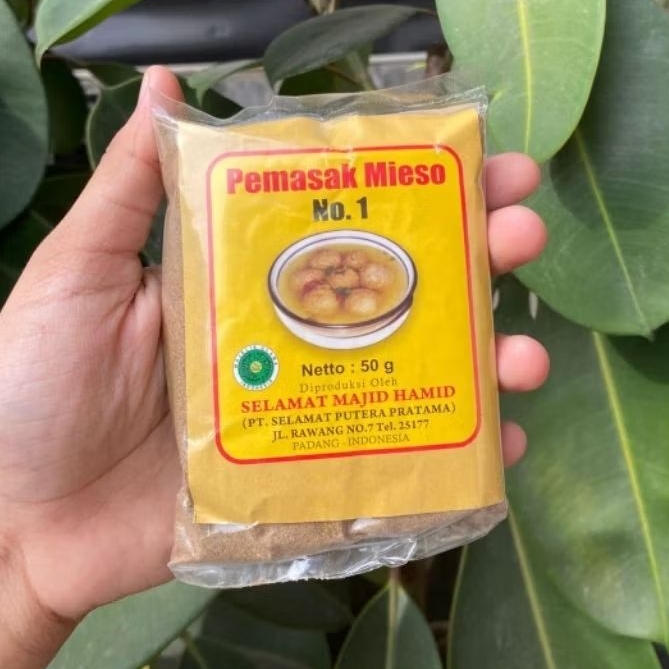 Pemasak Mieso
No. 1
Netto : 50 g
Diproduksi Oleh
SELAMAT MAJID HAMID
(PT. SELAMAT PUTERA PRATAMA)
JL. RAWANG NO.7 Tel. 25177
PADANG - INDONESIA